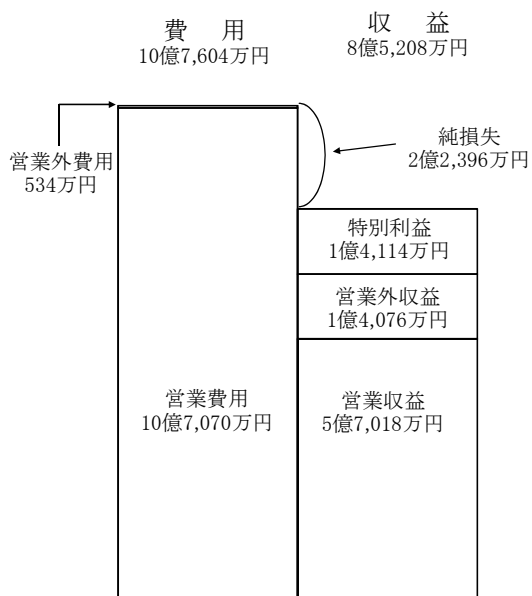 費　用
10億7,604万円
収　益
8億5,208万円
営業外費用
534万円
純損失
2億2,396万円
特別利益
1億4,114万円
営業外収益
1億4,076万円
営業費用
10億7,070万円
営業収益
5億7,018万円